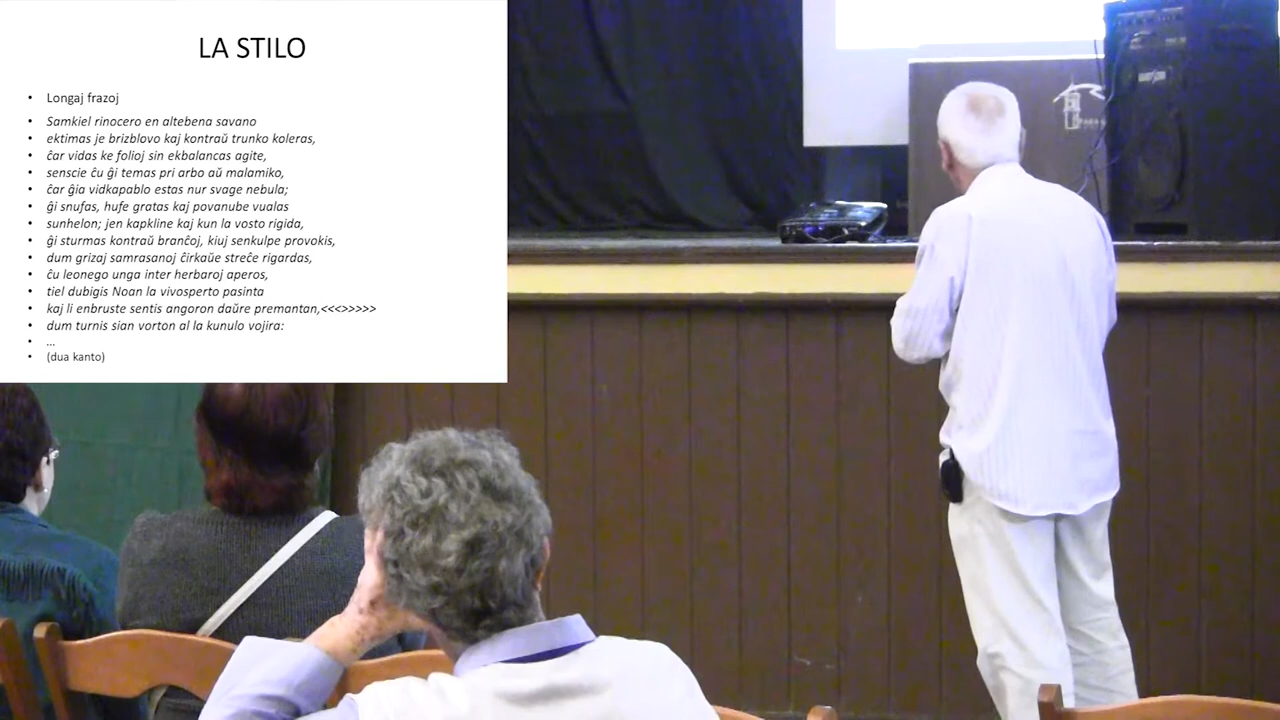 LA STILO
• Longaj frazoj
• Samkiel rinocero en altebena savano
• ektimas je brizblovo kaj kontraŭ trunko koleras,
• ĉar vidas ke folioj sin ekbalancas agite,
• senscie ĉu ĝi temas pri arbo aŭ malamiko,
• ĉar ĝia vidkapablo estas nur svage nebula;
• ĝi snufas, hufe gratas kaj povanube vualas
• sunhelon; jen kapkline kaj kun la vosto rigida,
• ĝi sturmas kontraŭ branĉoj, kiuj senkulpe provokis,
• dum grizaj samrasanoj ĉirkaŭe streĉe rigardas,
• ĉu leonego unga inter herbaroj aperos,
• tiel dubigis Noan la vivosperto pasinta
• kaj li enbruste sentis angoron daŭre premantan,<<<>>>>>
• dum turnis sian vorton al la kunulo vojira:
• ...
• (dua kanto)